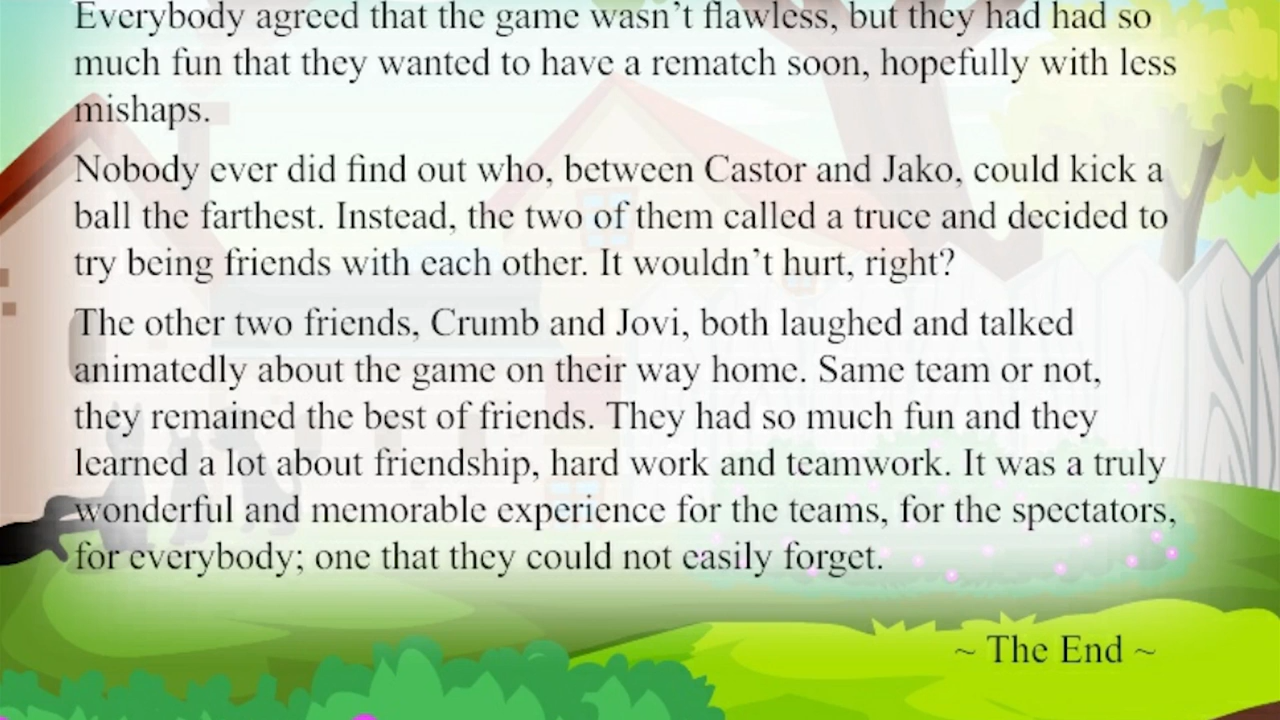 Everybody agreed that the game wasn't flawless, but they had had so
much fun that they wanted to have a rematch soon, hopefully with less
mishaps.
Nobody ever did find out who, between Castor and Jako, could kick a
ball the farthest. Instead, the two of them called a truce and decided to
try being friends with each other. It wouldn't hurt, right?
The other two friends, Crumb and Jovi, both laughed and talked
animatedly about the game on their way home. Same team or not,
they remained the best of friends. They had so much fun and they
learned a lot about friendship, hard work and teamwork. It was a truly
wonderful and memorable experience for the teams, for the spectators,
for everybody; one that they could not easily forget.
~ The End ~